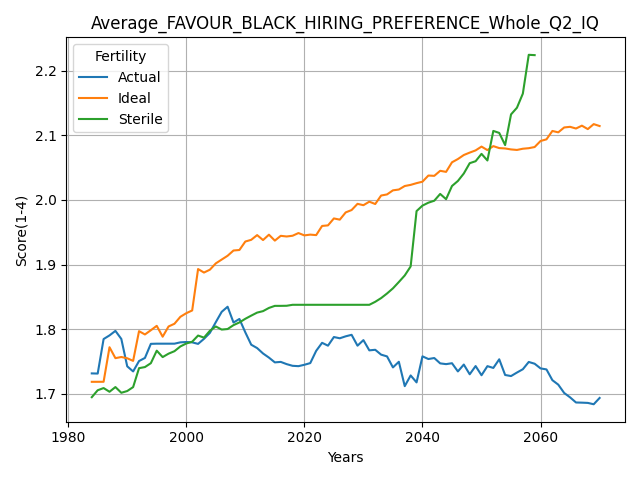 Average_FAVOUR_BLACK_HIRING_PREFERENCE_Whole_Q2_IQ
Fertility
Actual
Ideal
Sterile
Score(1-4)
2.2
2.1
2.0
1.9
1.8
1.7
1980
2000
2020
2040
2060
Years